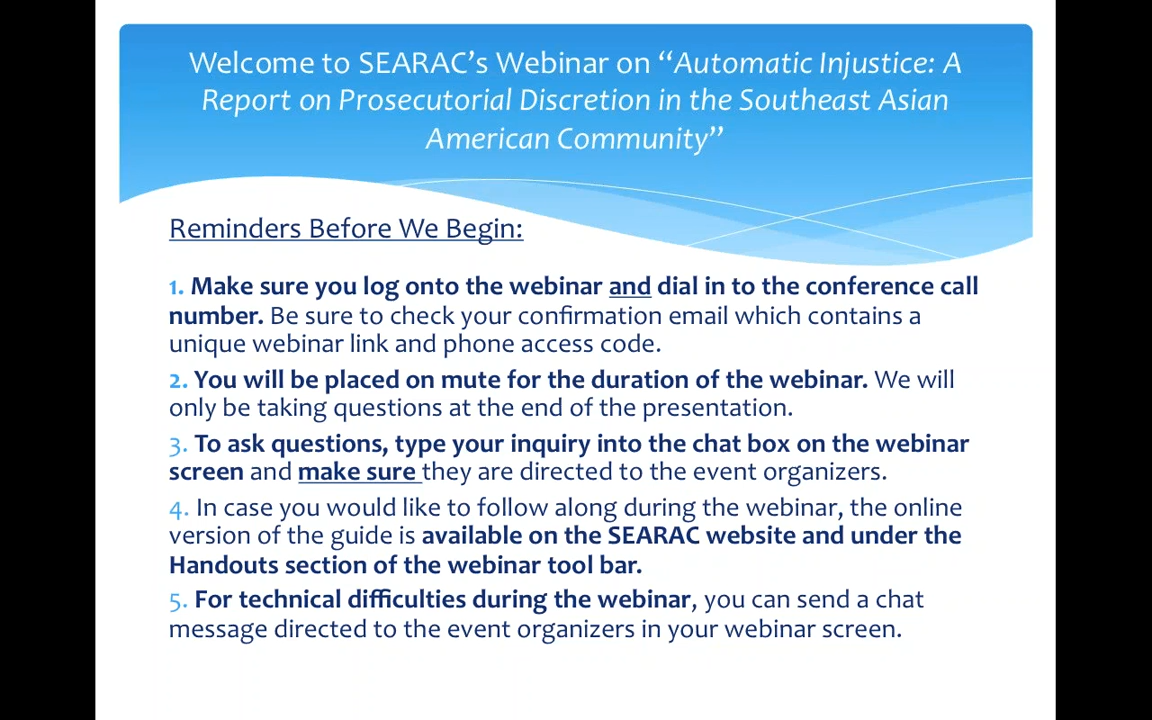 Welcome to SEARAC’s Webinar on “Automatic Injustice: A
Report on Prosecutorial Discretion in the Southeast Asian
American Community”
Reminders Before We Begin:
1. Make sure you log onto the webinar and dial in to the conference call
number. Be sure to check your confirmation email which contains a
unique webinar link and phone access code.
2. You will be placed on mute for the duration of the webinar. We will
only be taking questions at the end of the presentation.
3. To ask questions, type your inquiry into the chat box on the webinar
screen and make sure they are directed to the event organizers.
4. In case you would like to follow along during the webinar, the online
version of the guide is available on the SEARAC website and under the
Handouts section of the webinar tool bar.
5. For technical difficulties during the webinar, you can send a chat
message directed to the event organizers in your webinar screen.